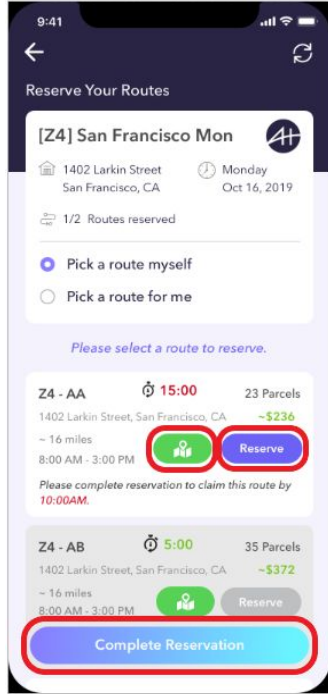 9:41
Reserve Your Routes
[Z4] San Francisco Mon
1402 Larkin Street
San Francisco, CA
Monday
Oct 16, 2019
1/2 Routes reserved
Pick a route myself
Pick a route for me
Please select a route to reserve.
Z4 - AA 15:00 23 Parcels
1402 Larkin Street, San Francisco, CA ~$236
~ 16 miles
8:00 AM - 3:00 PM
Reserve
Please complete reservation to claim this route by
10:00AM.
Z4 - AB 5:00 35 Parcels
1402 Larkin Street, San Francisco, CA ~$372
~ 16 miles
8:00 AM - 3:00 PM
Reserve
Complete Reservation